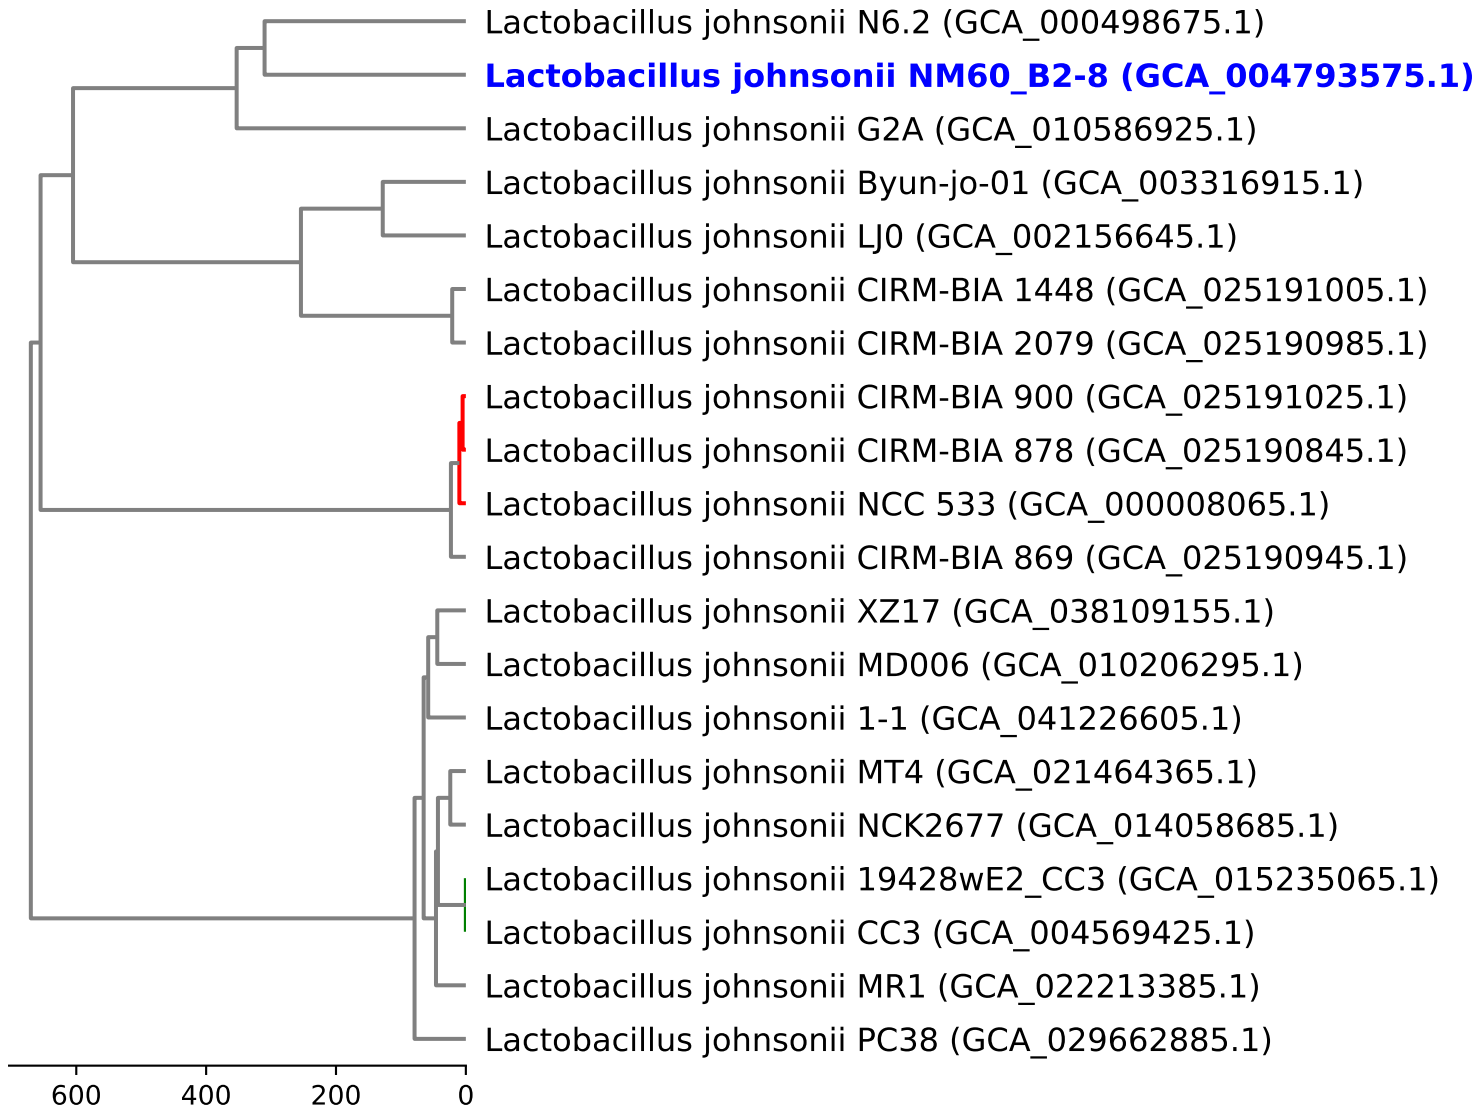 Lactobacillus johnsonii N6.2 (GCA_000498675.1)
Lactobacillus johnsonii NM60_B2-8 (GCA_004793575.1)
Lactobacillus johnsonii G2A (GCA_010586925.1)
Lactobacillus johnsonii Byun-jo-01 (GCA_003316915.1)
Lactobacillus johnsonii LJ0 (GCA_002156645.1)
Lactobacillus johnsonii CIRM-BIA 1448 (GCA_025191005.1)
Lactobacillus johnsonii CIRM-BIA 2079 (GCA_025190985.1)
Lactobacillus johnsonii CIRM-BIA 900 (GCA_025191025.1)
Lactobacillus johnsonii CIRM-BIA 878 (GCA_025190845.1)
Lactobacillus johnsonii NCC 533 (GCA_000008065.1)
Lactobacillus johnsonii CIRM-BIA 869 (GCA_025190945.1)
Lactobacillus johnsonii XZ17 (GCA_038109155.1)
Lactobacillus johnsonii MD006 (GCA_010206295.1)
Lactobacillus johnsonii 1-1 (GCA_041226605.1)
Lactobacillus johnsonii MT4 (GCA_021464365.1)
Lactobacillus johnsonii NCK2677 (GCA_014058685.1)
Lactobacillus johnsonii 19428wE2_CC3 (GCA_015235065.1)
Lactobacillus johnsonii CC3 (GCA_004569425.1)
Lactobacillus johnsonii MR1 (GCA_022213385.1)
Lactobacillus johnsonii PC38 (GCA_029662885.1)
600 400 200 0